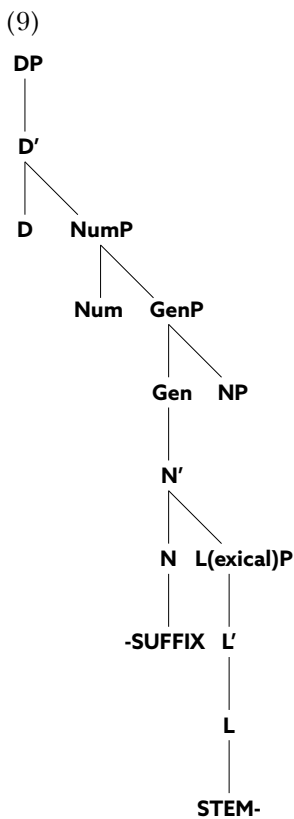 (9)
DP
D'
D NumP
Num GenP
Gen NP
N'
N L(exical)P
-SUFFIX L'
L
STEM-